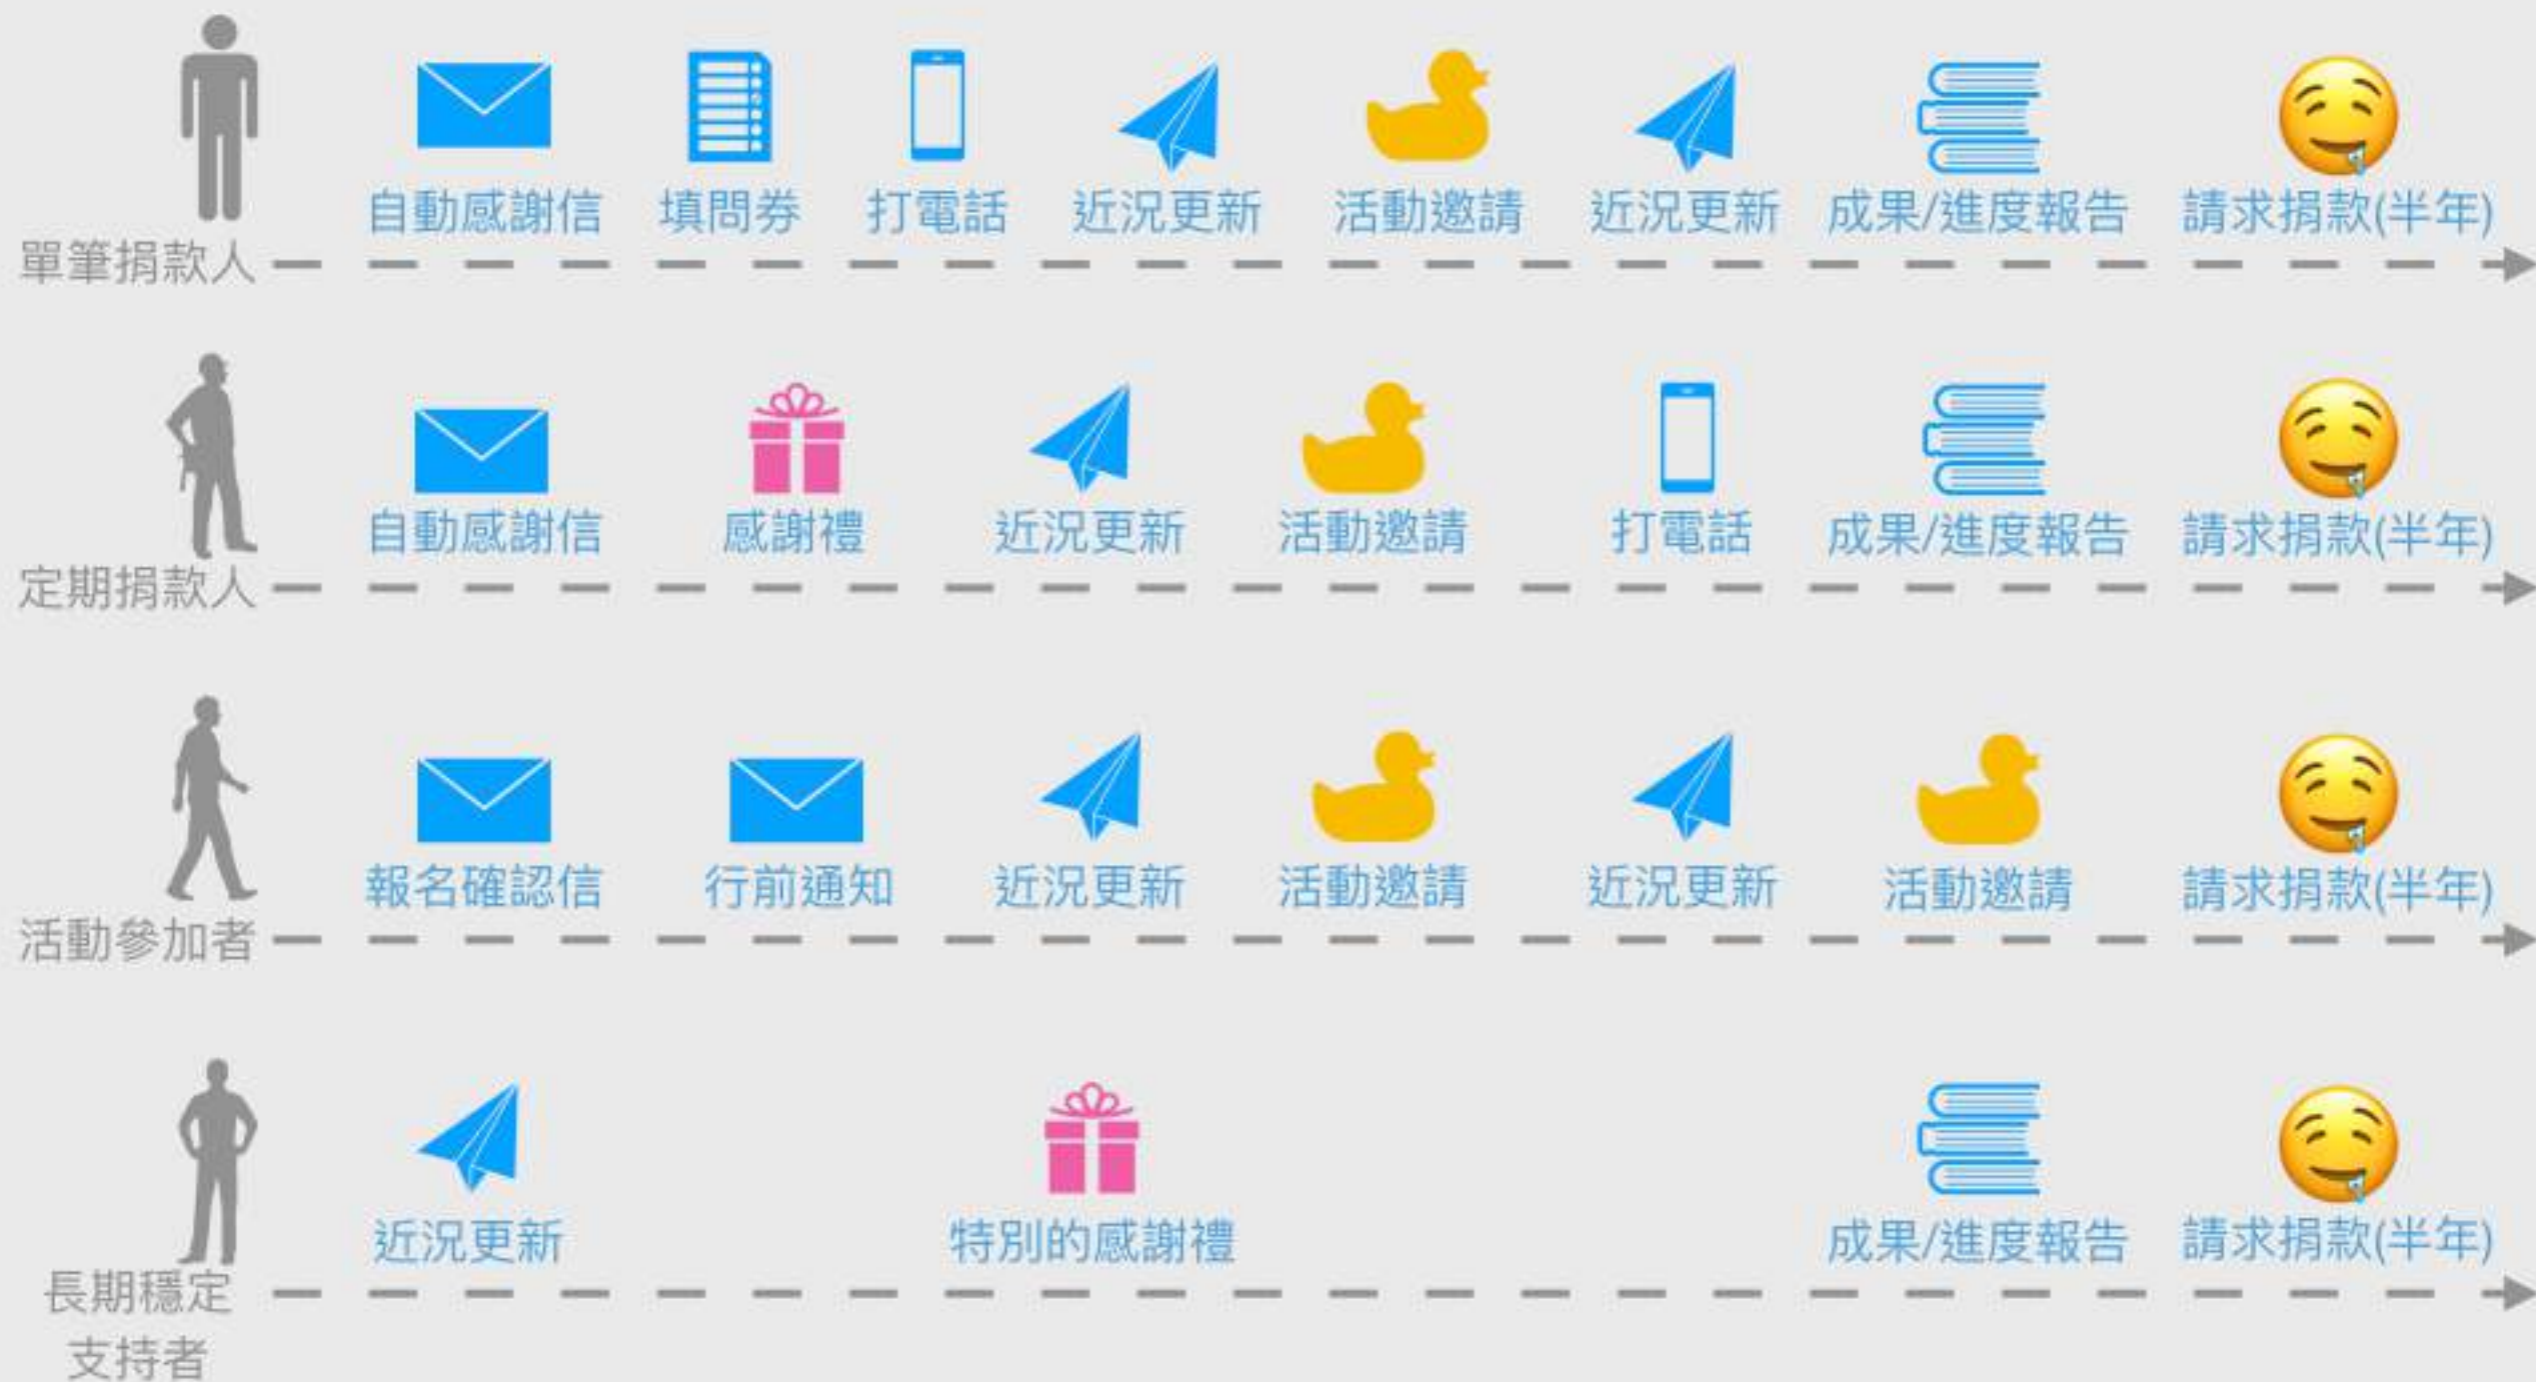 自動感謝信 填問券 打電話 近況更新 活動邀請 近況更新 成果/進度報告 請求捐款(半年)
單筆捐款人
自動感謝信 感謝禮 近況更新 活動邀請 打電話 成果/進度報告 請求捐款(半年)
定期捐款人
報名確認信 行前通知 近況更新 活動邀請 近況更新 活動邀請 請求捐款(半年)
活動參加者
近況更新 特別的感謝禮 成果/進度報告 請求捐款(半年)
長期穩定
支持者